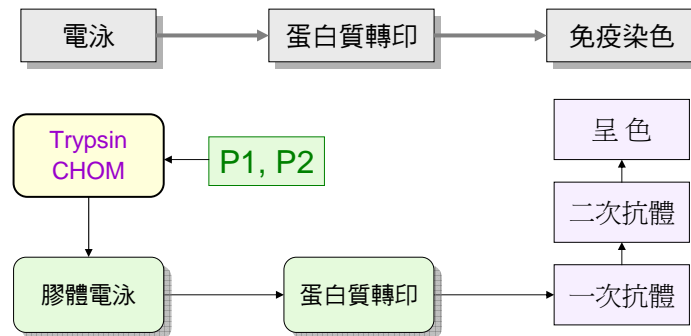 電泳
蛋白質轉印
免疫染色
Trypsin
CHOM
P1, P2
呈 色
二次抗體
膠體電泳
蛋白質轉印
一次抗體